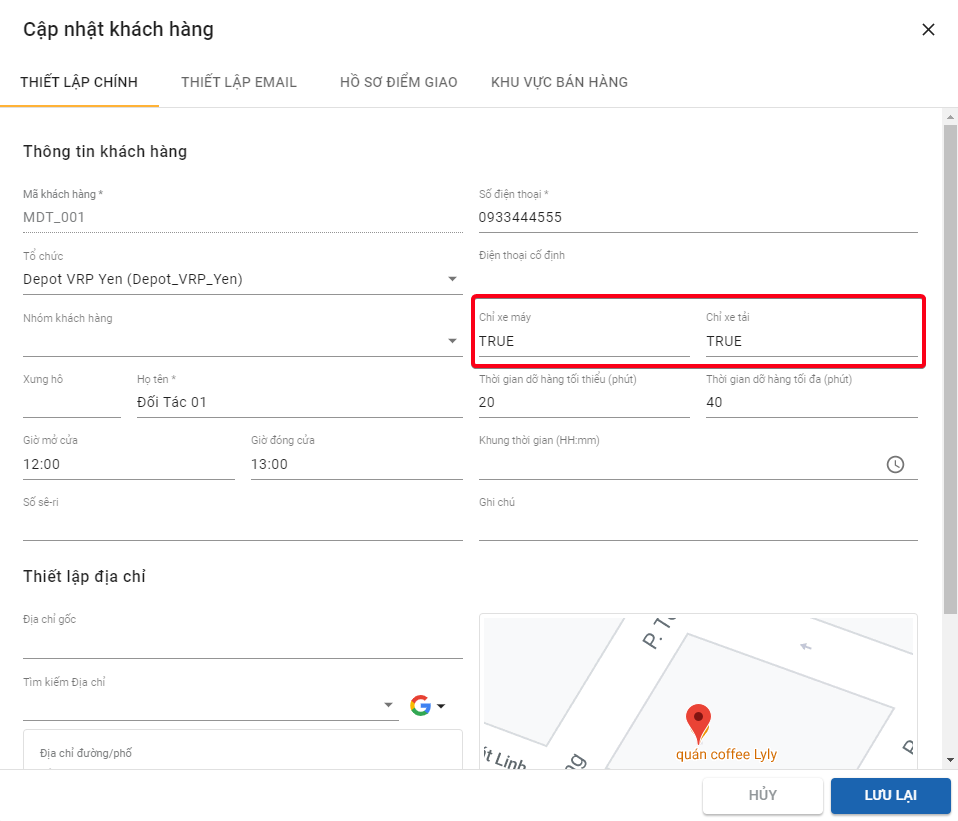 Cập nhật khách hàng
THIẾT LẬP CHÍNH THIẾT LẬP EMAIL HỒ SƠ ĐIỂM GIAO KHU VỰC BÁN HÀNG
Thông tin khách hàng
Mã khách hàng * Số điện thoại *
MDT_001 0933444555
Tổ chức Điện thoại cố định
Depot VRP Yen (Depot_VRP_Yen)
Nhóm khách hàng Chỉ xe máy Chỉ xe tải
TRUE TRUE
Xưng hô Họ tên * Thời gian dỡ hàng tối thiểu (phút) Thời gian dỡ hàng tối đa (phút)
Đối Tác 01 20 40
Giờ mở cửa Giờ đóng cửa Khung thời gian (HH:mm)
12:00 13:00
Số sê-ri Ghi chú
Thiết lập địa chỉ
Địa chỉ gốc
Tìm kiếm Địa chỉ
Địa chỉ đường/phố
quán coffee Lyly
HỦY LƯU LẠI